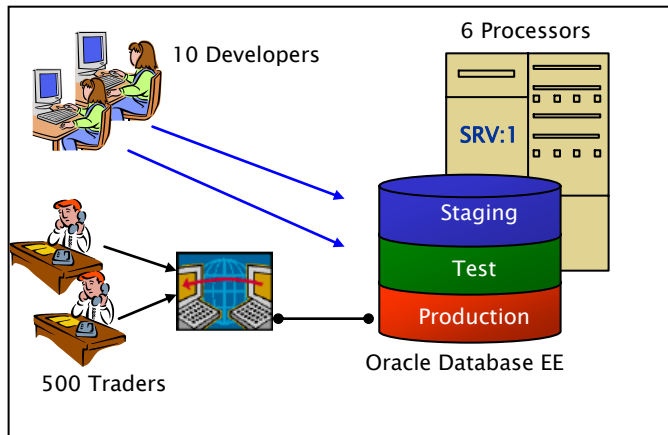 10 Developers
6 Processors
SRV:1
Staging
Test
Production
Oracle Database EE
500 Traders